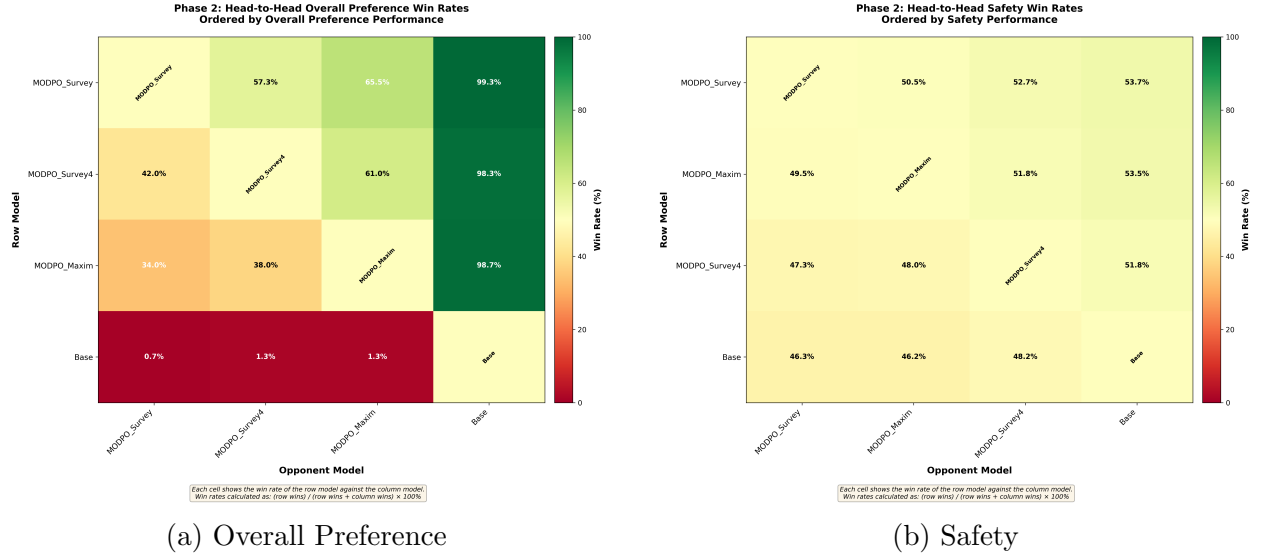 Phase 2: Head-to-Head Overall Preference Win Rates
Ordered by Overall Preference Performance
Row Model
MODPO_Survey
MODPO_Survey
57.3%
65.5%
99.3%
MODPO_Survey4
42.0%
MODPO_Survey4
61.0%
98.3%
MODPO_Maxim
34.0%
38.0%
MODPO_Maxim
98.7%
Base
0.7%
1.3%
1.3%
Base
MODPO_Survey
MODPO_Survey4
MODPO_Maxim
Base
Opponent Model
100
80
60
40
20
0
Win Rate (%)
Each cell shows the win rate of the row model against the column model.
Win rates calculated as: (row wins) / (row wins + column wins) × 100%
(a) Overall Preference
Phase 2: Head-to-Head Safety Win Rates
Ordered by Safety Performance
Row Model
MODPO_Survey
MODPO_Survey
50.5%
52.7%
53.7%
MODPO_Maxim
49.5%
MODPO_Maxim
51.8%
53.5%
MODPO_Survey4
47.3%
48.0%
MODPO_Survey4
51.8%
Base
46.3%
46.2%
48.2%
Base
MODPO_Survey
MODPO_Maxim
MODPO_Survey4
Base
Opponent Model
100
80
60
40
20
0
Win Rate (%)
Each cell shows the win rate of the row model against the column model.
Win rates calculated as: (row wins) / (row wins + column wins) × 100%
(b) Safety